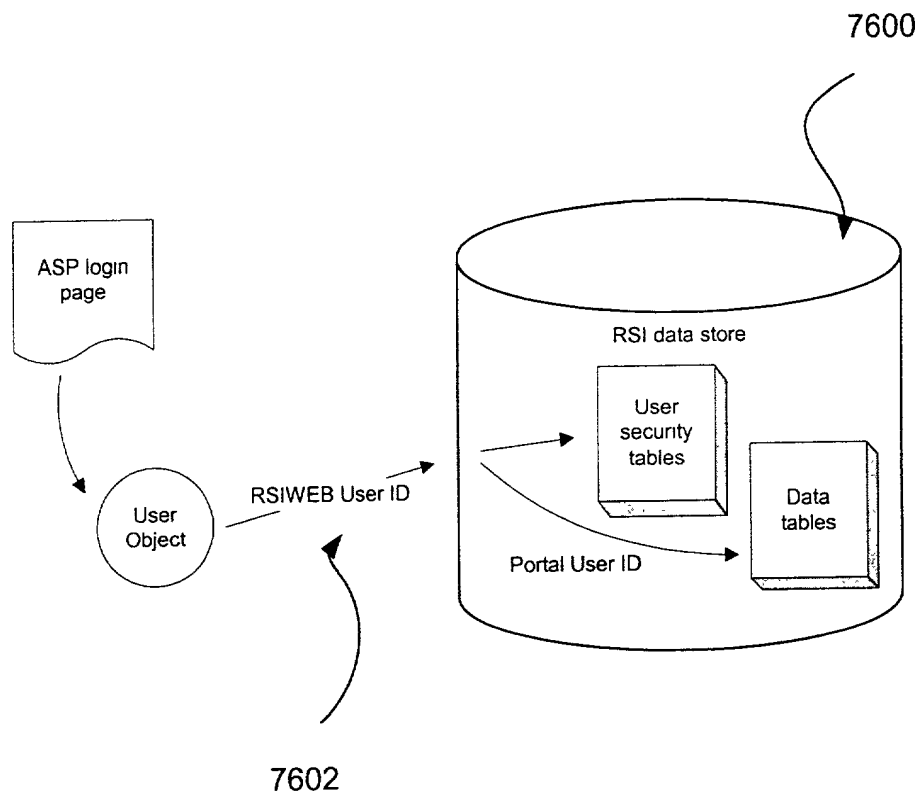 7600
ASP login
page
RSI data store
User
security
tables
RSIWEB User ID
User
Object
Data
tables
Portal User ID
7602